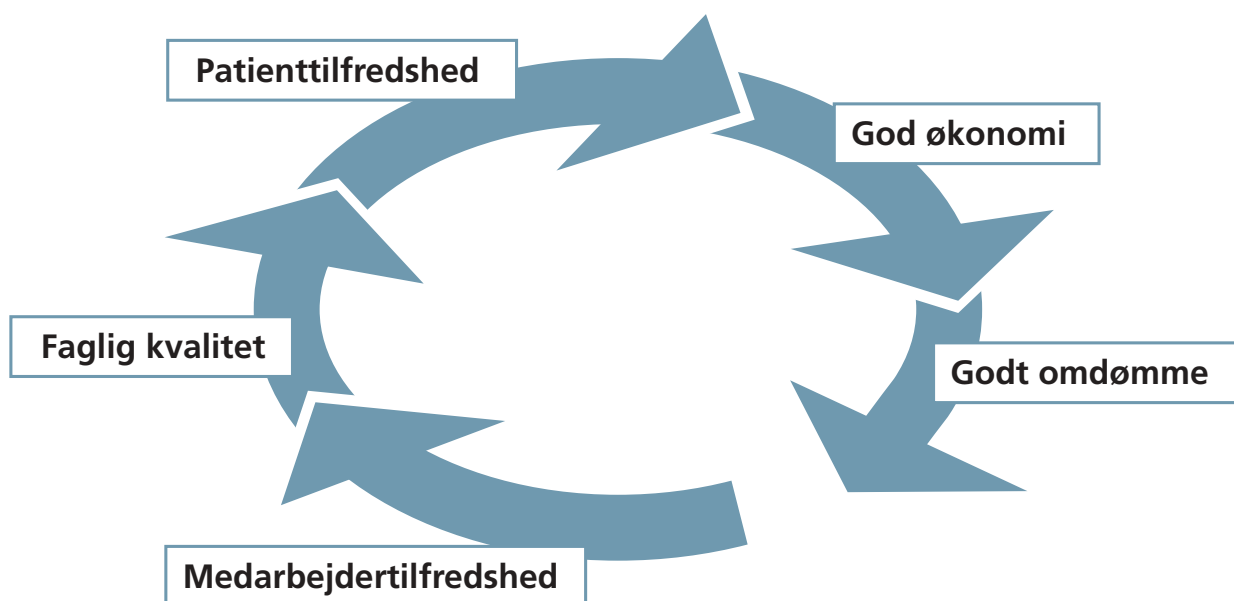 Patienttilfredshed
God økonomi
Faglig kvalitet
Godt omdømme
Medarbejdertilfredshed